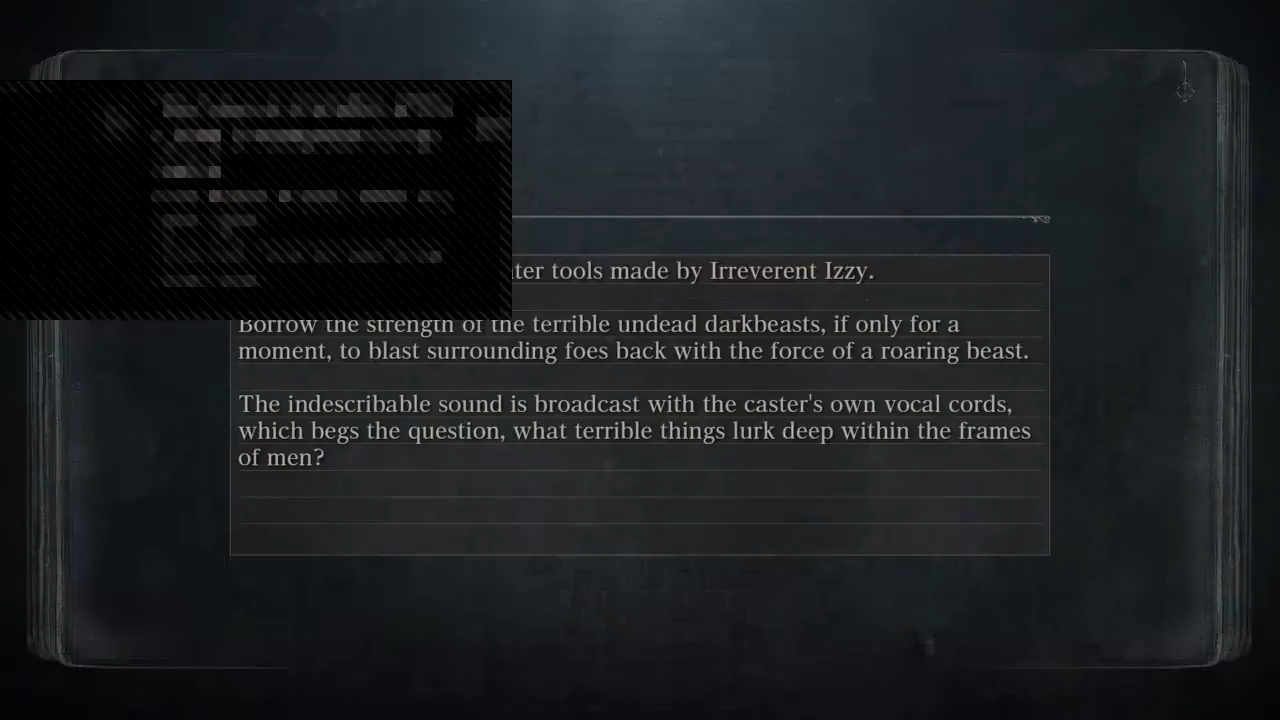 tools made by Irreverent Izzy.
Borrow the strength of the terrible undead darkbeasts, if only for a
moment, to blast surrounding foes back with the force of a roaring beast.
The indescribable sound is broadcast with the caster's own vocal cords,
which begs the question, what terrible things lurk deep within the frames
of men?